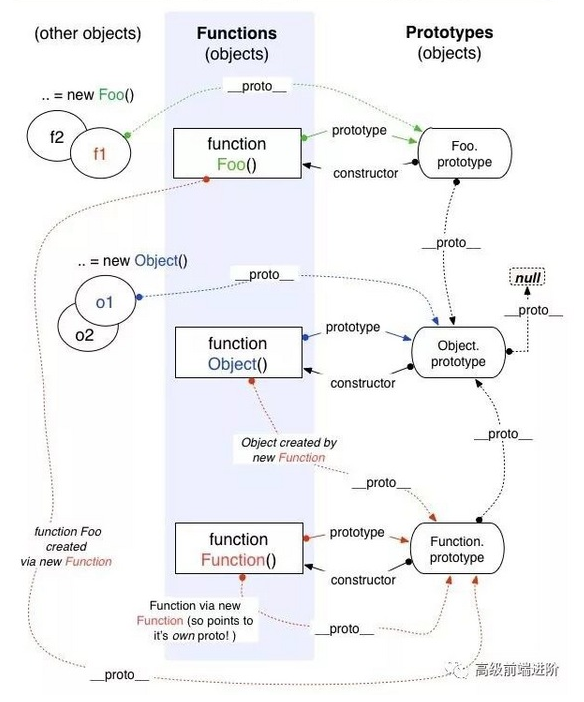 (other objects)
Functions
(objects)
Prototypes
(objects)
.. = new Foo()
__proto__
f2
f1
function
Foo()
prototype
constructor
Foo.
prototype
__proto__
.. = new Object()
__proto__
null
__proto__
o1
o2
function
Object()
prototype
constructor
Object.
prototype
Object created by
new Function
__proto__
__proto__
function Foo
created
via new Function
function
Function()
prototype
constructor
Function.
prototype
Function via new
Function (so points to
it's own proto! )
__proto__
__proto__
高级前端进阶